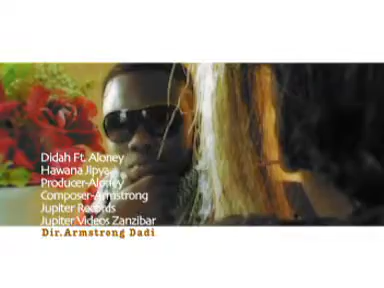 Didah Ft. Aloney
Hawana Jipya
Producer-Aloney
Composer-Armstrong
Jupiter Records
Jupiter Videos Zanzibar
Dir. Armstrong Dadi